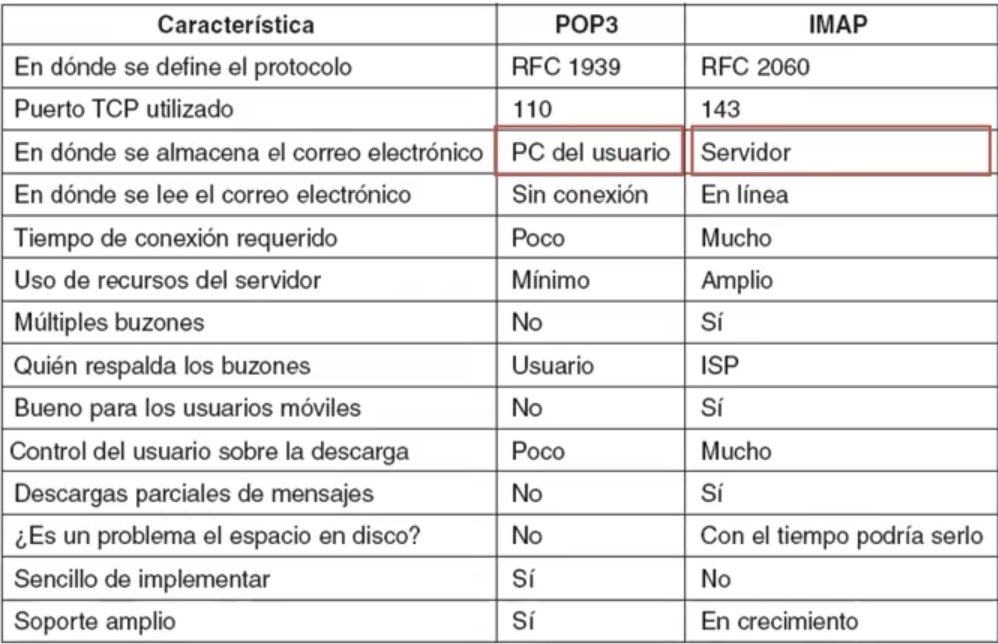 Característica POP3 IMAP
En dónde se define el protocolo RFC 1939 RFC 2060
Puerto TCP utilizado 110 143
En dónde se almacena el correo electrónico PC del usuario Servidor
En dónde se lee el correo electrónico Sin conexión En línea
Tiempo de conexión requerido Poco Mucho
Uso de recursos del servidor Mínimo Amplio
Múltiples buzones No Sí
Quién respalda los buzones Usuario ISP
Bueno para los usuarios móviles No Sí
Control del usuario sobre la descarga Poco Mucho
Descargas parciales de mensajes No Sí
¿Es un problema el espacio en disco? No Con el tiempo podría serlo
Sencillo de implementar Sí No
Soporte amplio Sí En crecimiento